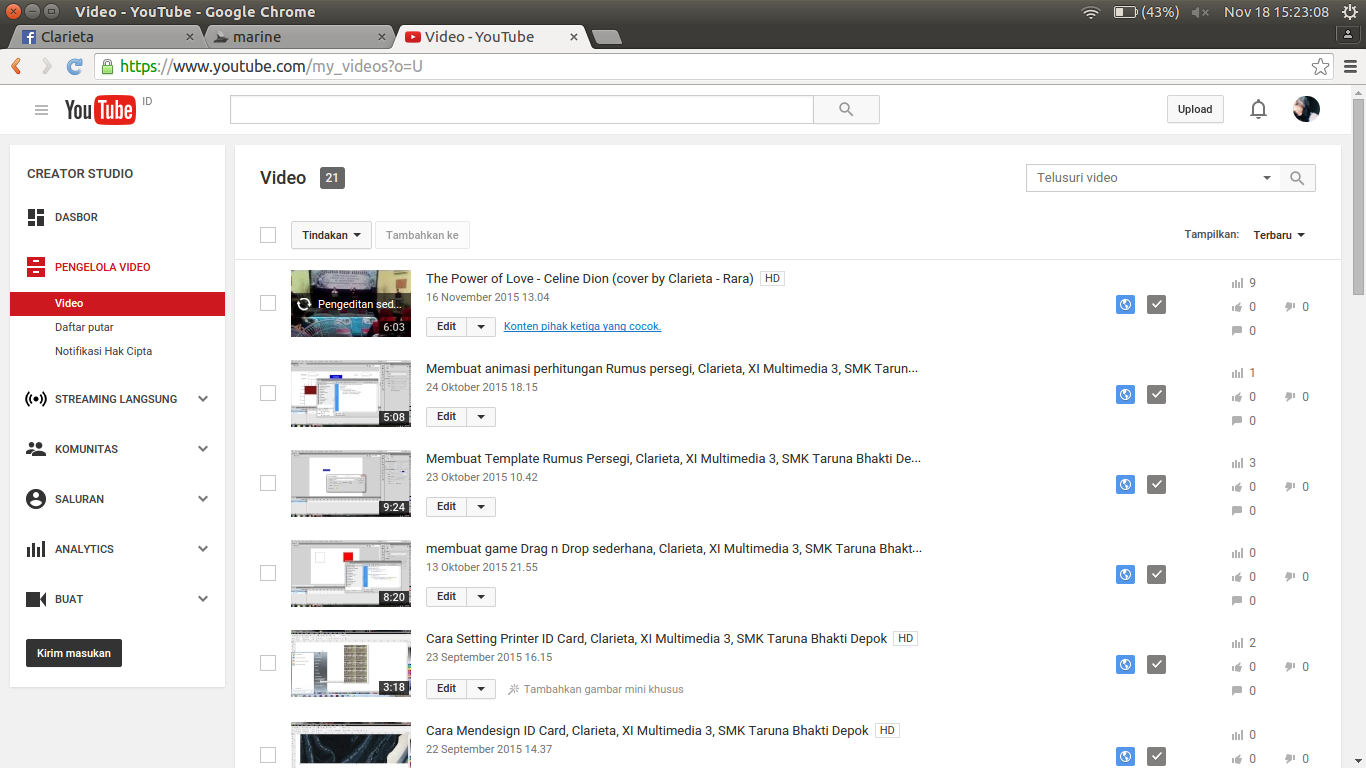 Video - YouTube - Google Chrome
(43%)
Nov 18 15:23:08
Clarieta
marine
Video - YouTube
https://www.youtube.com/my_videos?o=U
YouTube ID
Upload
CREATOR STUDIO
DASBOR
PENGELOLA VIDEO
Video
Daftar putar
Notifikasi Hak Cipta
STREAMING LANGSUNG
KOMUNITAS
SALURAN
ANALYTICS
BUAT
Kirim masukan
Video 21
Telusuri video
Tindakan
Tambahkan ke
Tampilkan: Terbaru
Pengeditan sed...
6:03
The Power of Love - Celine Dion (cover by Clarieta - Rara) HD
16 November 2015 13.04
Edit
Konten pihak ketiga yang cocok.
9
0 0
0
5:08
Membuat animasi perhitungan Rumus persegi, Clarieta, XI Multimedia 3, SMK Tarun...
24 Oktober 2015 18.15
Edit
1
0 0
0
9:24
Membuat Template Rumus Persegi, Clarieta, XI Multimedia 3, SMK Taruna Bhakti De...
23 Oktober 2015 10.42
Edit
3
0 0
0
8:20
membuat game Drag n Drop sederhana, Clarieta, XI Multimedia 3, SMK Taruna Bhakt...
13 Oktober 2015 21.55
Edit
0
0 0
0
3:18
Cara Setting Printer ID Card, Clarieta, XI Multimedia 3, SMK Taruna Bhakti Depok HD
23 September 2015 16.15
Edit
Tambahkan gambar mini khusus
2
0 0
0
Cara Mendesign ID Card, Clarieta, XI Multimedia 3, SMK Taruna Bhakti Depok HD
22 September 2015 14.37
0
0 0